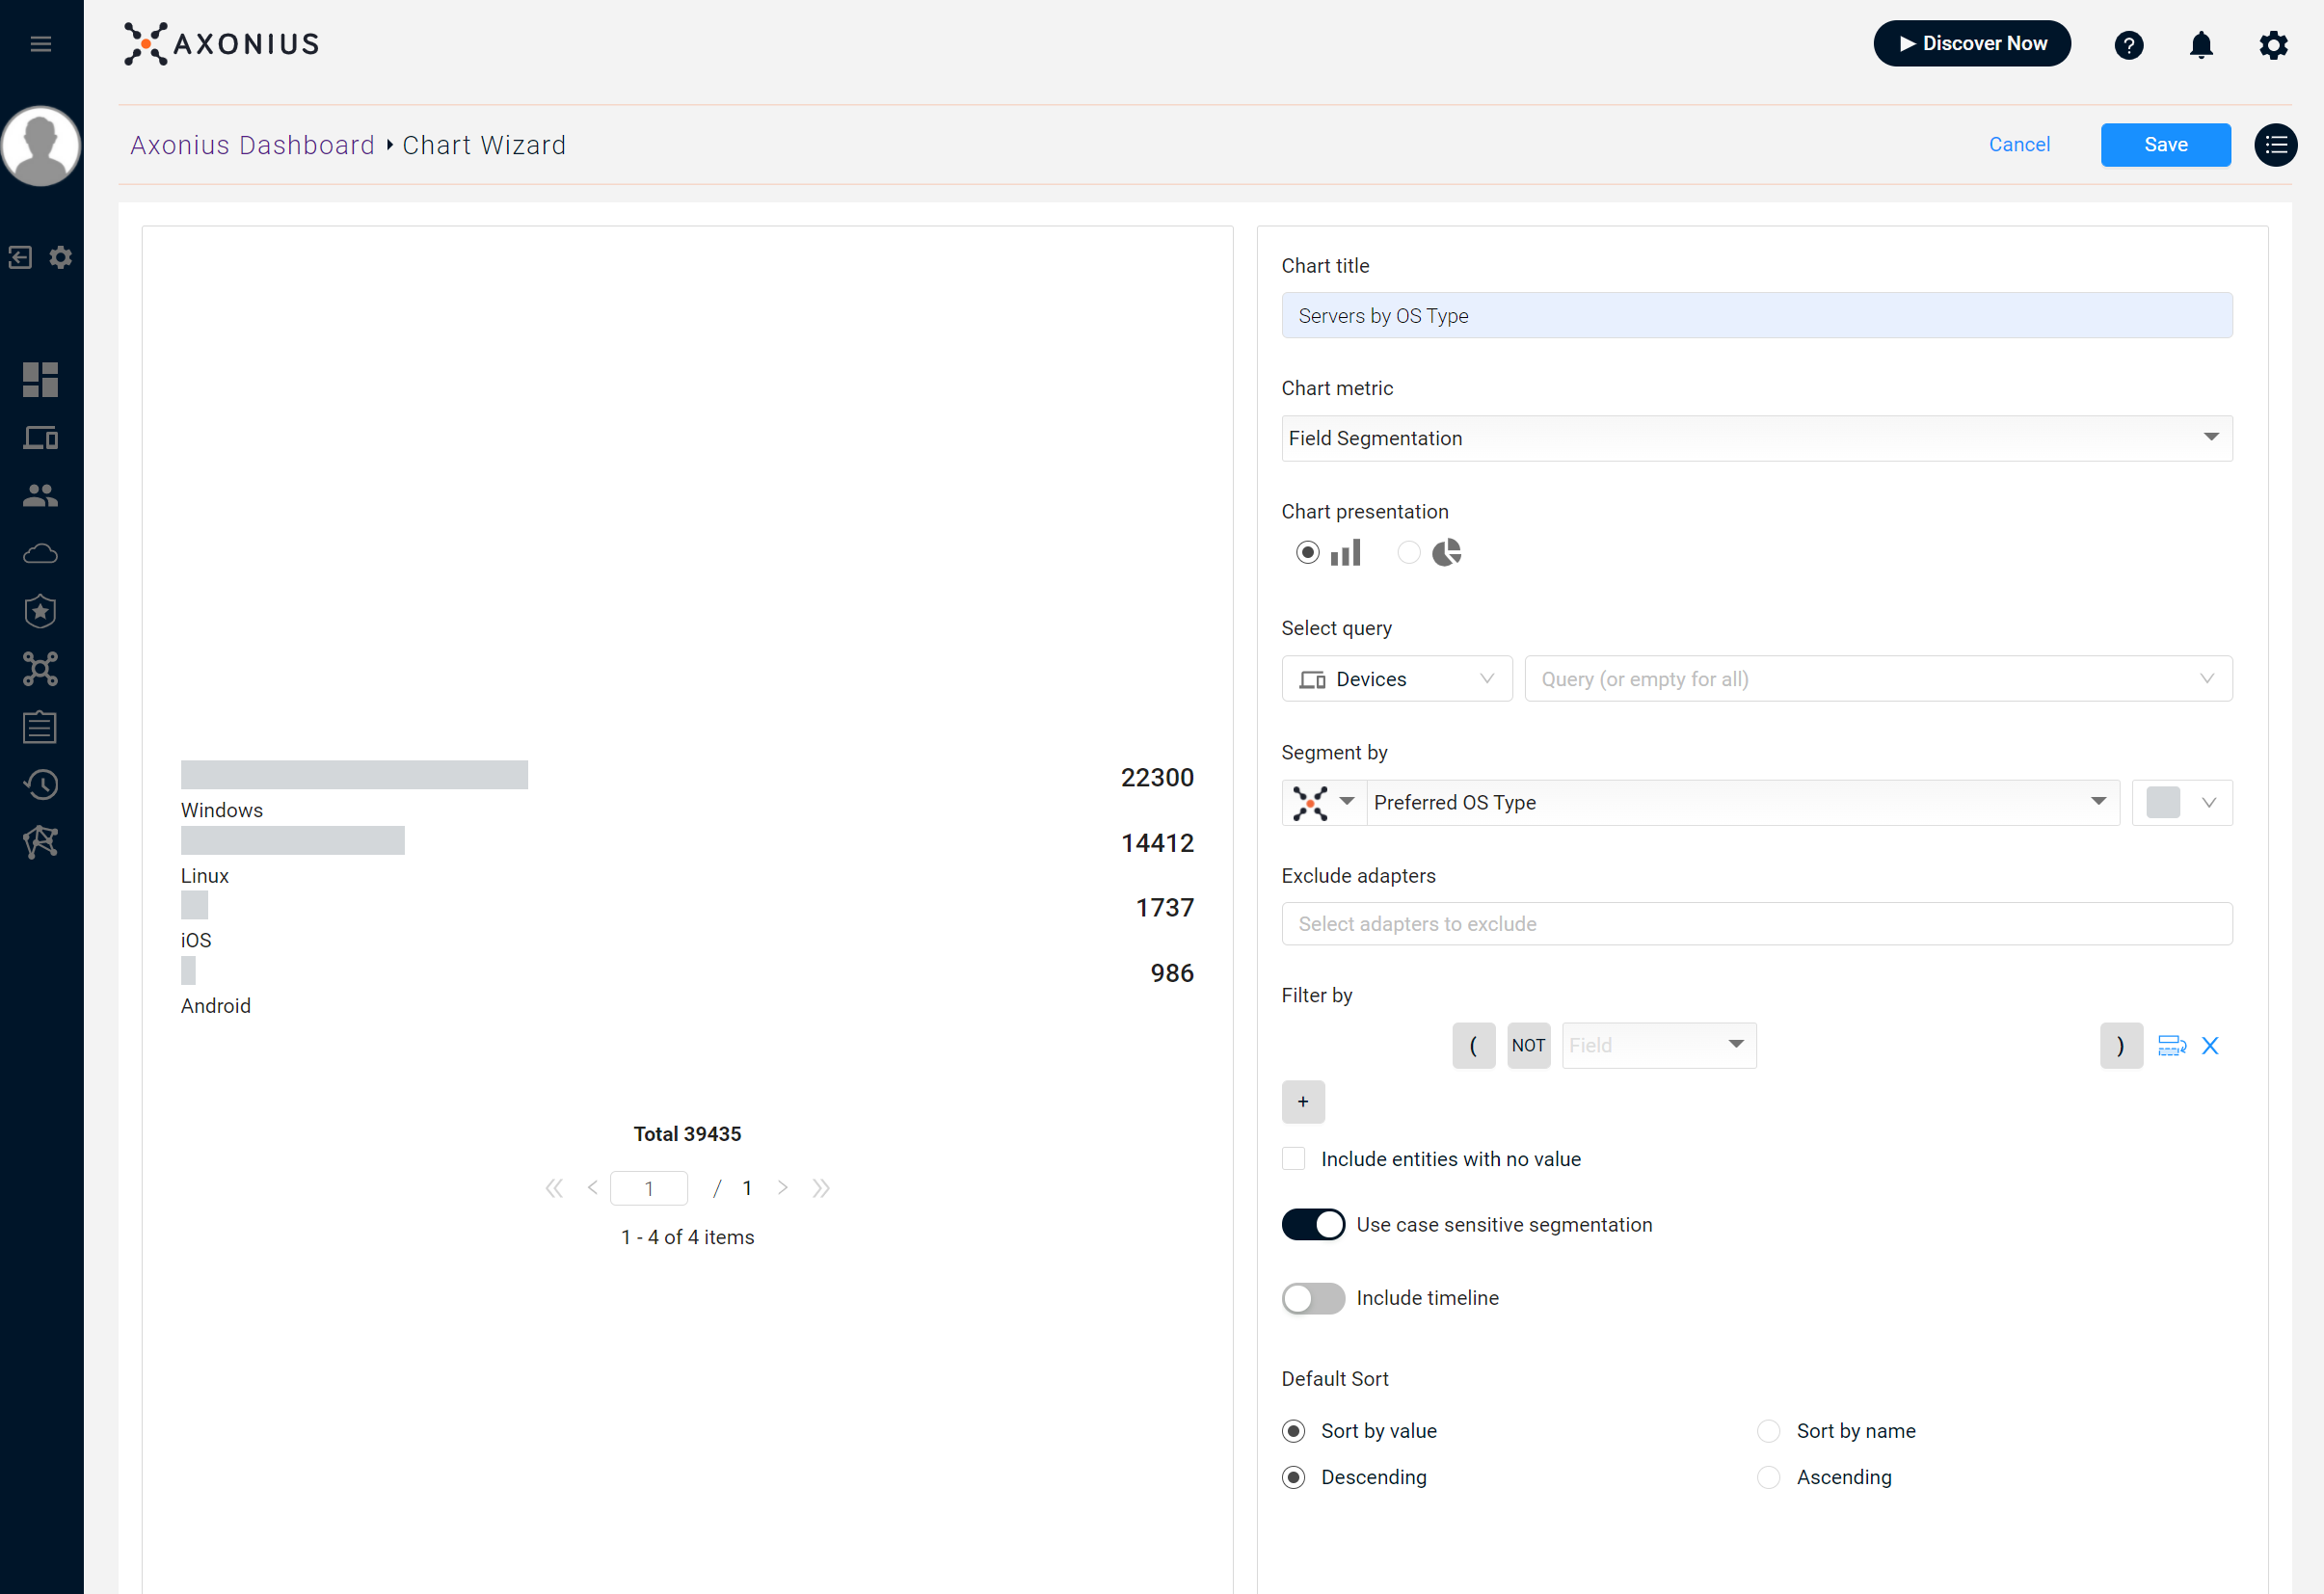 AXONIUS
▶ Discover Now
?
Axonius Dashboard ▸ Chart Wizard
Cancel
Save
22300
Windows
14412
Linux
1737
iOS
986
Android
Total 39435
1 / 1
1 - 4 of 4 items
Chart title
Servers by OS Type
Chart metric
Field Segmentation
Chart presentation
Select query
Devices
Query (or empty for all)
Segment by
Preferred OS Type
Exclude adapters
Select adapters to exclude
Filter by
( NOT Field ) X
+
Include entities with no value
Use case sensitive segmentation
Include timeline
Default Sort
Sort by value
Sort by name
Descending
Ascending